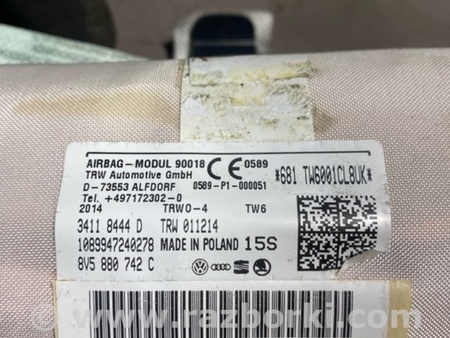 AIRBAG-MODUL 90018 CE 0589
TRW Automotive GmbH
D-73553 ALFDORF 0589-P1-000051
Tel. +497172302-0
2014 TRWO-4 TW6
3411 8444 D TRW 011214
1089947240278 MADE IN POLAND 15S
8V5 880 742 C
*681 TW6001CL8UK*
www.razborki.com